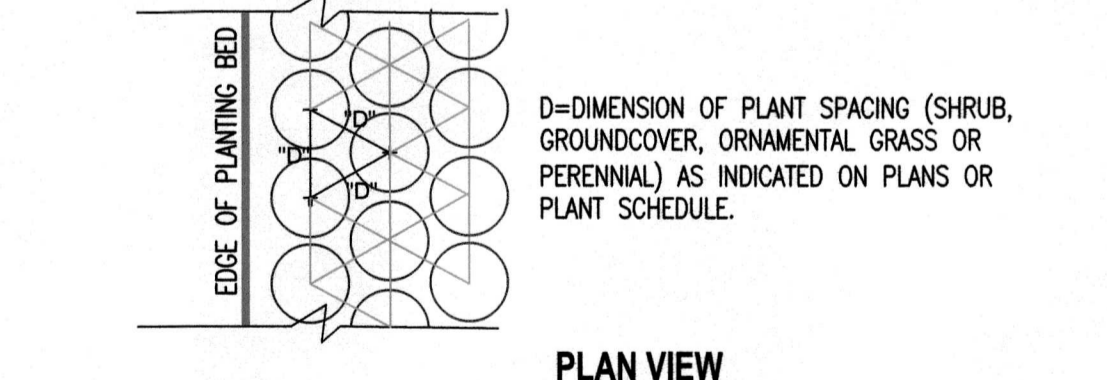 EDGE OF PLANTING BED
"D"
"D"
"D"
D=DIMENSION OF PLANT SPACING (SHRUB,
GROUNDCOVER, ORNAMENTAL GRASS OR
PERENNIAL) AS INDICATED ON PLANS OR
PLANT SCHEDULE.
PLAN VIEW